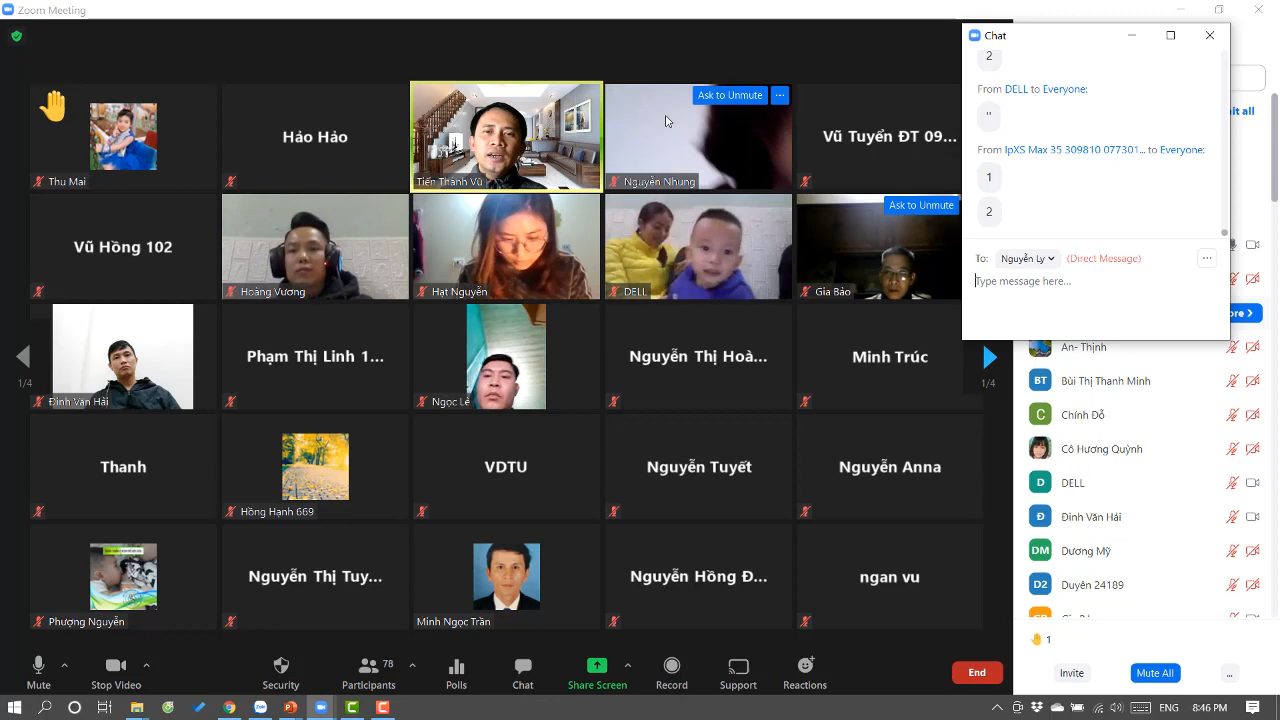 Zoom Meeting
Thu Mai
Hảo Hảo
Tiến Thành Vũ
Ask to Unmute
...
Nguyễn Nhung
Vũ Tuyển ĐT 09...
Vũ Hồng 102
Hoàng Vương
Hạt Nguyễn
DELL
Ask to Unmute
Gia Bảo
Đinh Văn Hải
Phạm Thị Linh 1...
Ngọc Lê
Nguyễn Thị Hoà...
Minh Trúc
1/4
1/4
Thanh
Hồng Hạnh 669
VDTU
Nguyễn Tuyết
Nguyễn Anna
Phượng Nguyễn
Nguyễn Thị Tuy...
Minh Ngọc Trần
Nguyễn Hồng Đ...
ngan vu
Chat
2
From DELL to Everyone:
"
From IpXS Max 35 309810 077301... to Everyone:
1
2
To: Nguyễn Ly (Direct Message)
...
Type message here...
it all
ore >
An- Thịnh
BT Bùi Thị Thanh Minh
C Chính Đỗ
Cô Hương Quỳnh
D DELL
Đ Đinh Văn Hải
DM Dương Mỹ
D2 Duyên 24189
1
Invite
Mute All
...
Mute
Stop Video
Security
78
Participants
Polls
Chat
Share Screen
Record
Support
Reactions
End
Zalo
ENG
8:46 PM